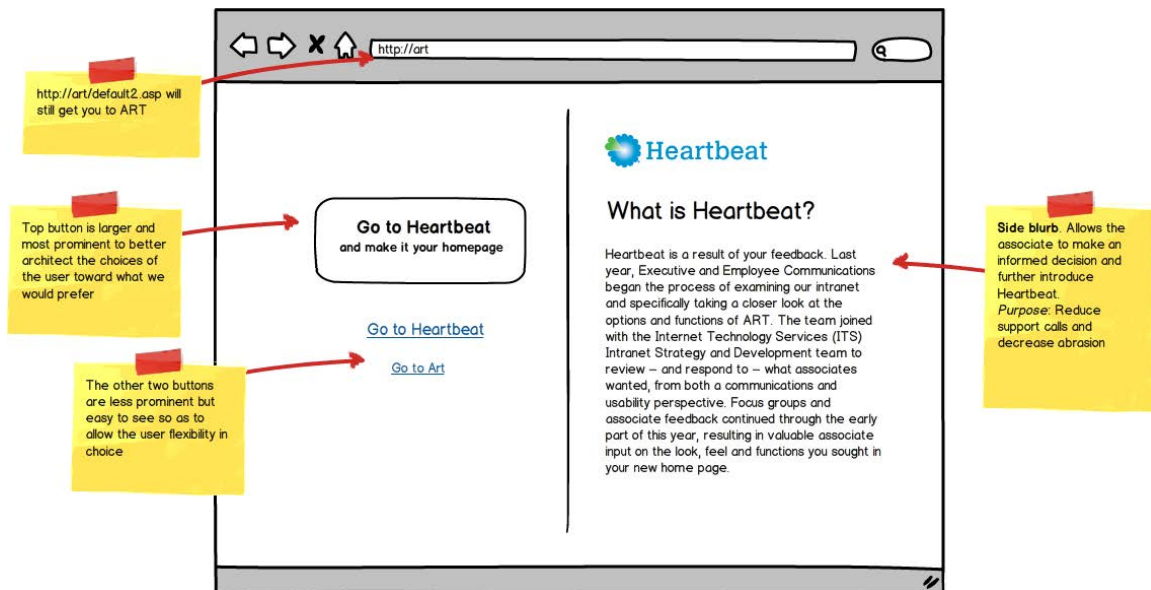 http://art
http://art/default2.asp will
still get you to ART
Heartbeat
Top button is larger and
most prominent to better
architect the choices of
the user toward what we
would prefer
Go to Heartbeat
and make it your homepage
Go to Heartbeat
Go to Art
The other two buttons
are less prominent but
easy to see so as to
allow the user flexibility in
choice
What is Heartbeat?
Heartbeat is a result of your feedback. Last
year, Executive and Employee Communications
began the process of examining our intranet
and specifically taking a closer look at the
options and functions of ART. The team joined
with the Internet Technology Services (ITS)
Intranet Strategy and Development team to
review – and respond to – what associates
wanted, from both a communications and
usability perspective. Focus groups and
associate feedback continued through the early
part of this year, resulting in valuable associate
input on the look, feel and functions you sought in
your new home page.
Side blurb. Allows the
associate to make an
informed decision and
further introduce
Heartbeat.
Purpose: Reduce
support calls and
decrease abrasion